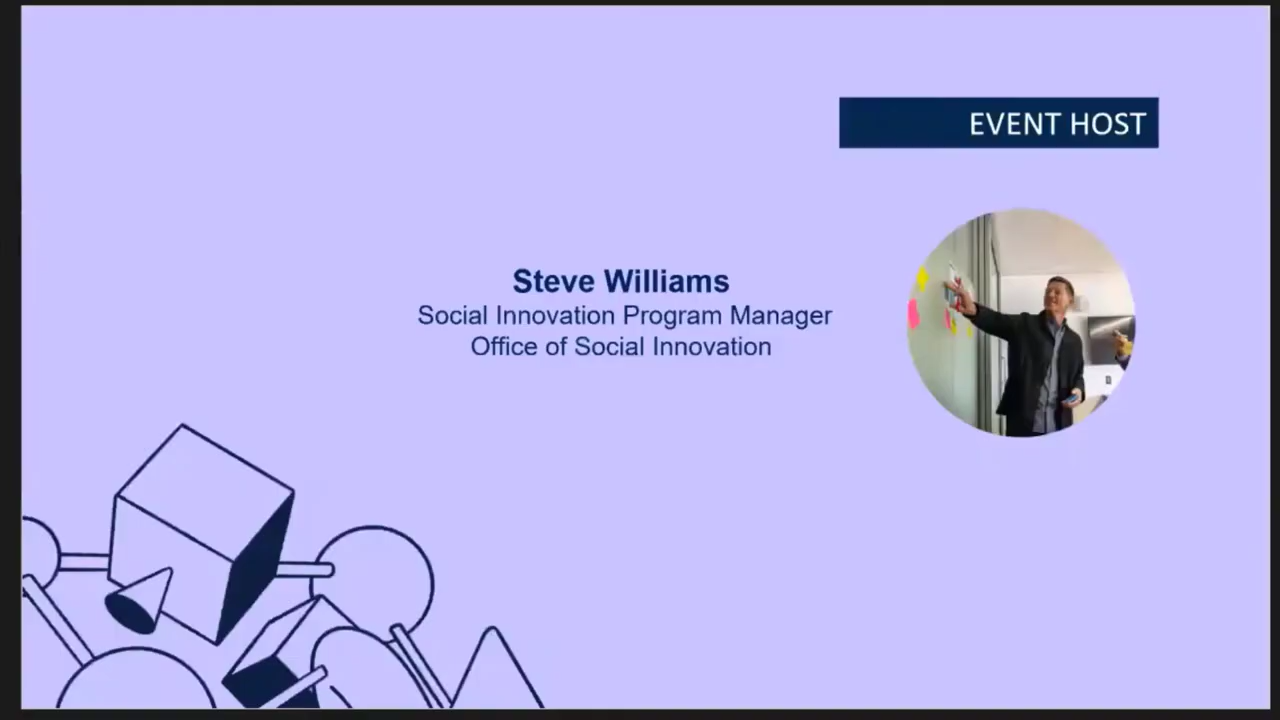 EVENT HOST
Steve Williams
Social Innovation Program Manager
Office of Social Innovation